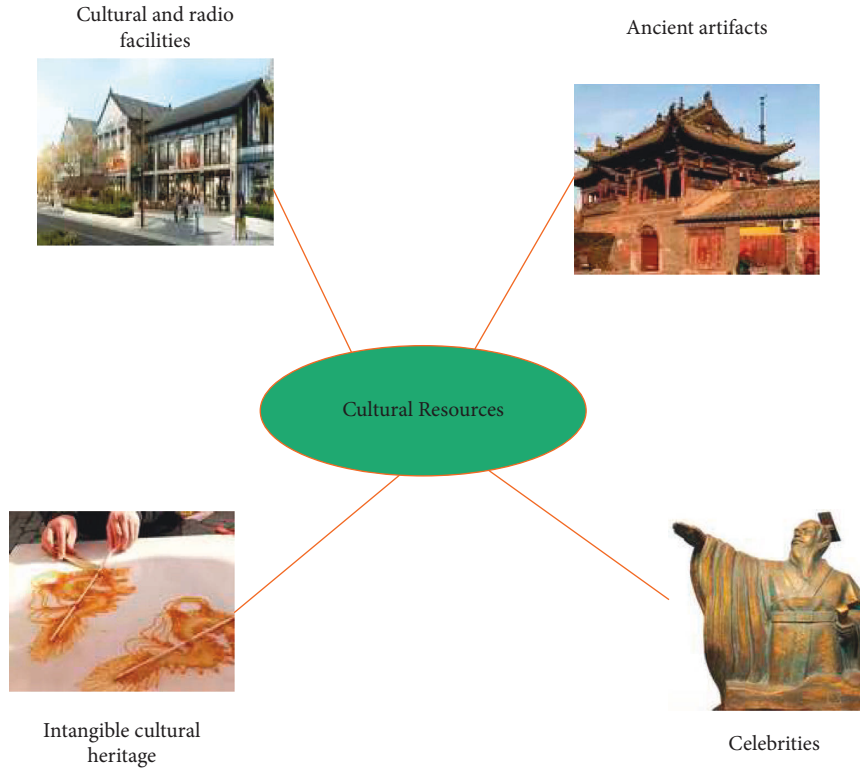 Cultural and radio
facilities
Ancient artifacts
Cultural Resources
Intangible cultural
heritage
Celebrities